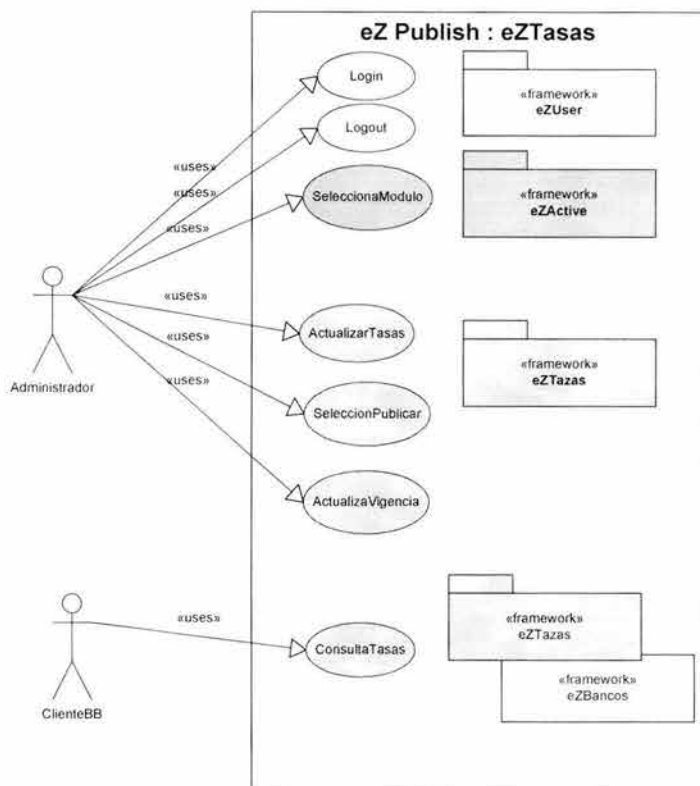 eZ Publish : eZTasas
Login
«framework»
eZUser
Logout
«uses»
«uses»
SeleccionaModulo
«framework»
eZActive
«uses»
«uses»
ActualizarTasas
«framework»
eZTazas
«uses»
Administrador
«uses»
SeleccionPublicar
ActualizaVigencia
«uses»
ConsultaTasas
«framework»
eZTazas
«framework»
eZBancos
ClienteBB